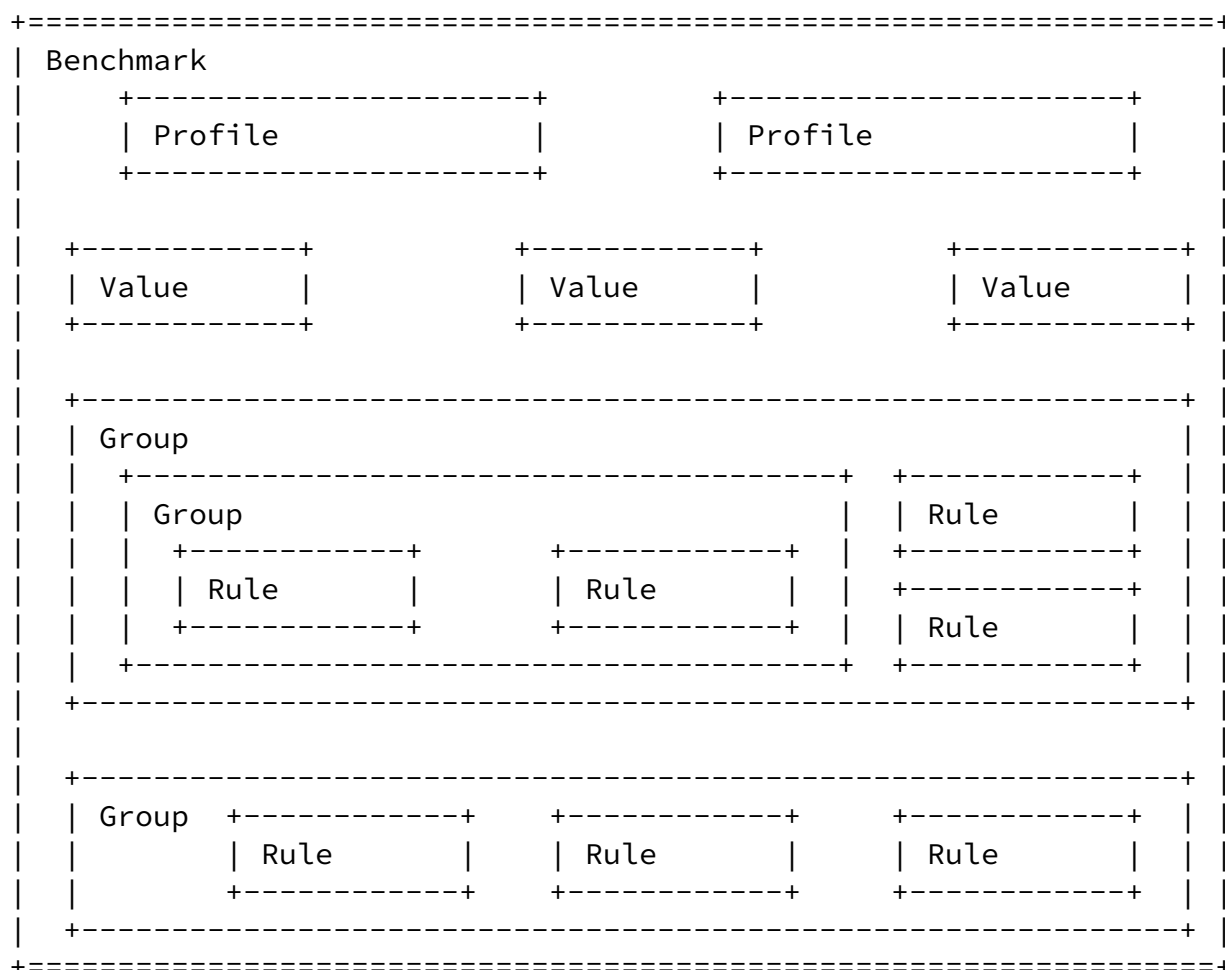 Benchmark
Profile Profile
Value Value Value
Group
Group Rule
Rule Rule
Rule
Group
Rule Rule Rule